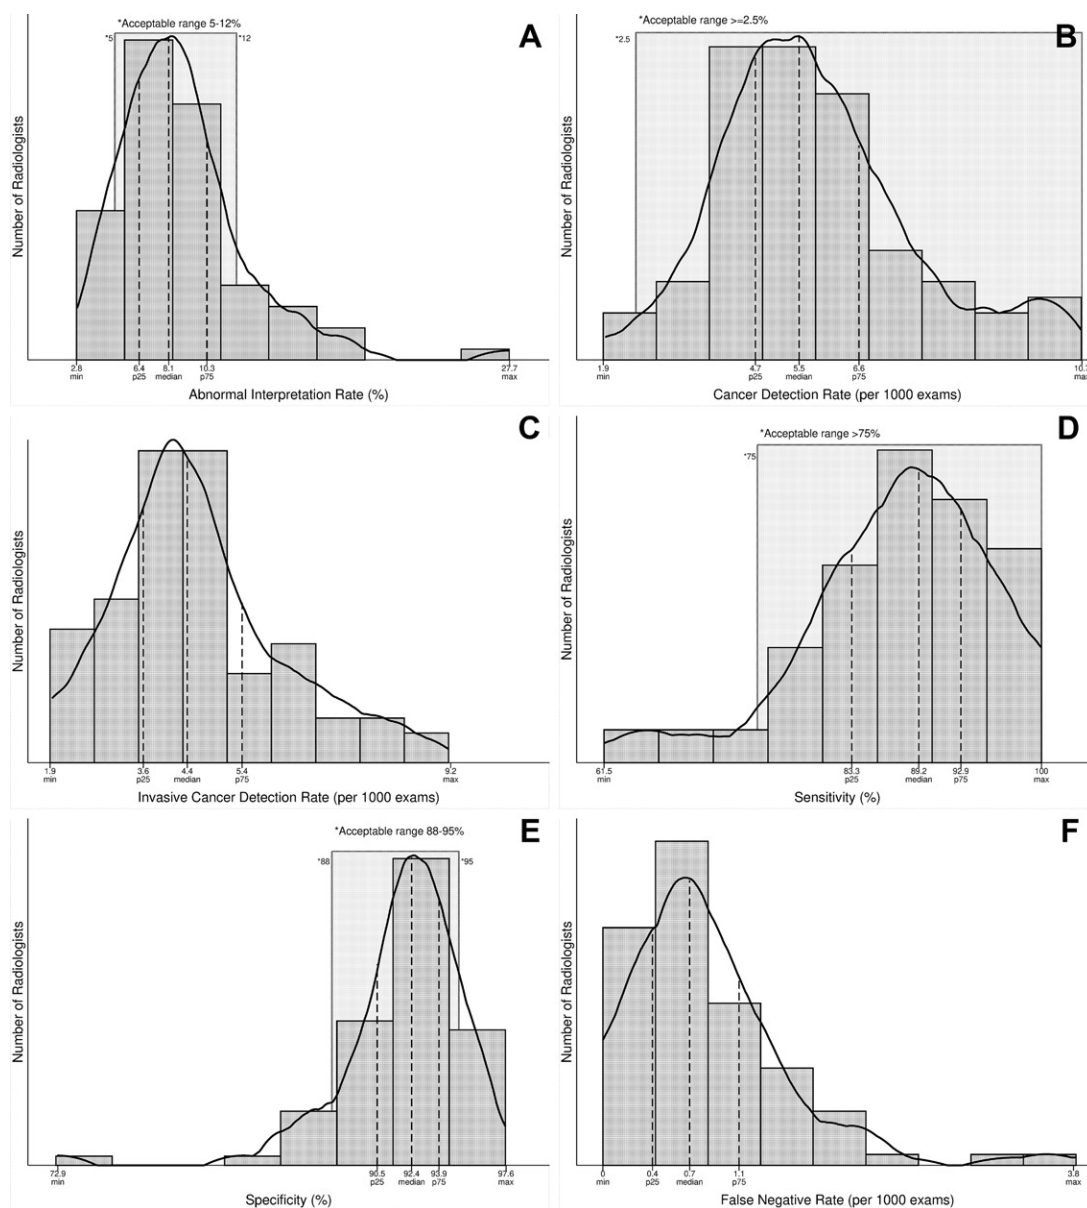 *Acceptable range 5-12%
A
*5
*12
Number of Radiologists
2.8 6.4 8.1 10.3 27.7
min p25 median p75 max
Abnormal Interpretation Rate (%)
*Acceptable range >=2.5%
B
*2.5
Number of Radiologists
1.9 4.7 5.5 6.6
min p25 median p75
Cancer Detection Rate (per 1000 exams)
C
Number of Radiologists
1.9 3.6 4.4 5.4 9.2
min p25 median p75 max
Invasive Cancer Detection Rate (per 1000 exams)
*Acceptable range >75%
D
*75
Number of Radiologists
61.5 83.3 89.2 92.9 100
min p25 median p75 max
Sensitivity (%)
*Acceptable range 88-95%
E
*88
*95
Number of Radiologists
72.9 90.5 92.4 93.9 97.6
min p25 median p75 max
Specificity (%)
F
Number of Radiologists
0 0.4 0.7 1.1 3.8
min p25 median p75 max
False Negative Rate (per 1000 exams)